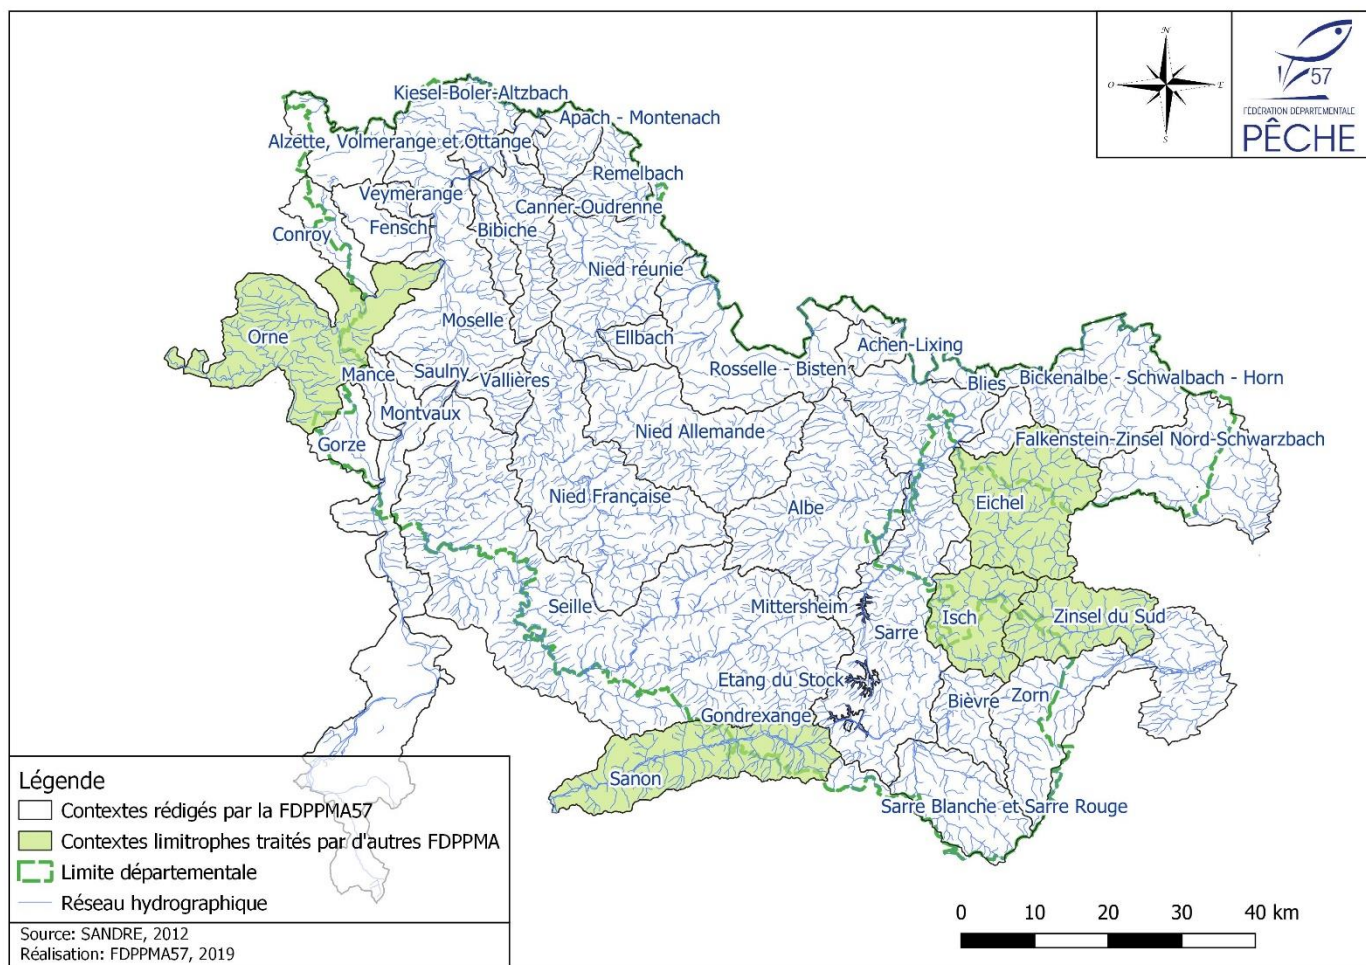 N
O
E
S
57
FÉDÉRATION DÉPARTEMENTALE
PÊCHE
Kiesel-Boler-Altzbach
Apach - Montenach
Alzette, Volmerange et Ottange
Remelbach
Veymerange
Canner-Oudrenne
Fensch
Bibiche
Conroy
Nied réunie
Orne
Moselle
Ellbach
Achen-Lixing
Mance
Saulny
Vallières
Rosselle - Bisten
Blies
Bickenalbe - Schwalbach - Horn
Montvaux
Gorze
Nied Allemande
Falkenstein-Zinsel Nord-Schwarzbach
Nied Française
Albe
Eichel
Seille
Mittersheim
Sarre
Isch
Zinsel du Sud
Etang du Stock
Bièvre
Zorn
Gondrexange
Sanon
Sarre Blanche et Sarre Rouge
Légende
Contextes rédigés par la FDPPMA57
Contextes limitrophes traités par d'autres FDPPMA
Limite départementale
Réseau hydrographique
Source: SANDRE, 2012
Réalisation: FDPPMA57, 2019
0 10 20 30 40 km